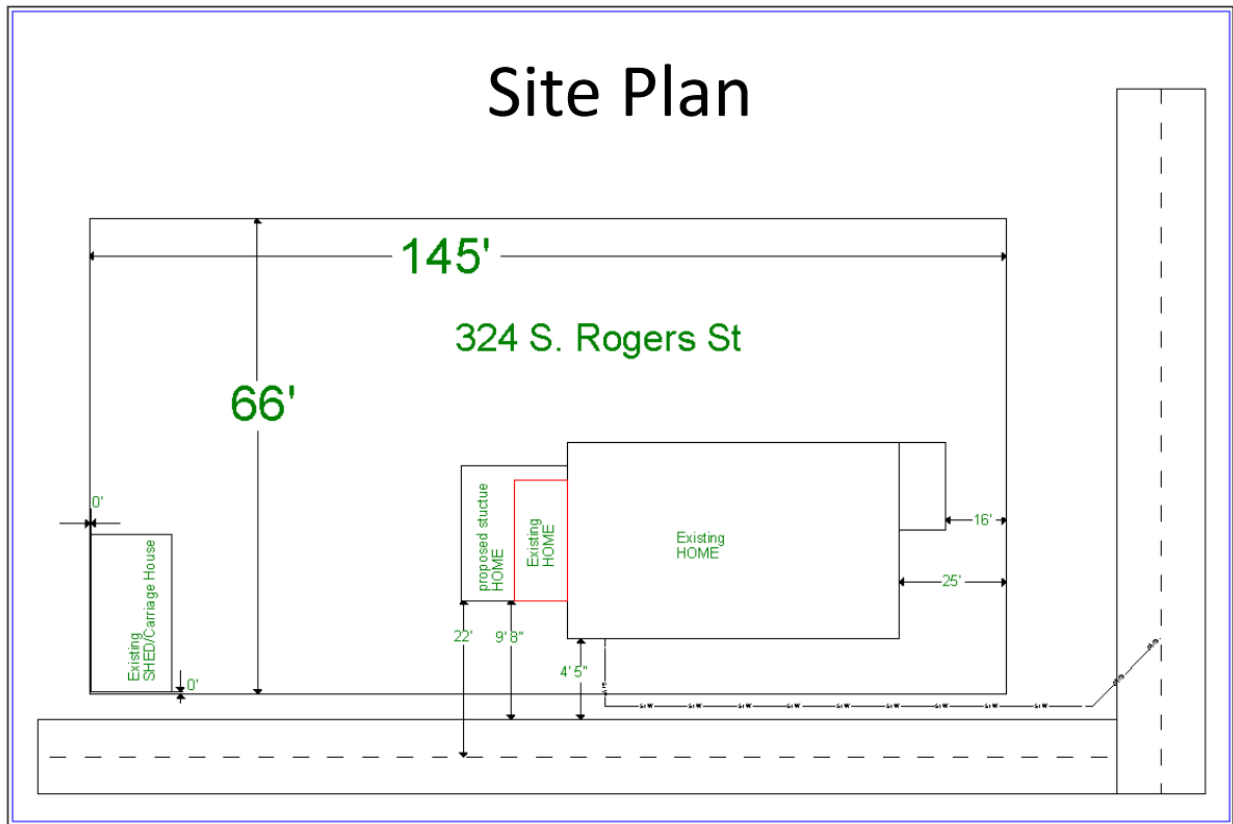 Site Plan
145'
324 S. Rogers St
66'
0'
Existing
SHED/Carriage House
0'
proposed stuctue
HOME
Existing
HOME
Existing
HOME
16'
25'
22'
9' 8"
4' 5"